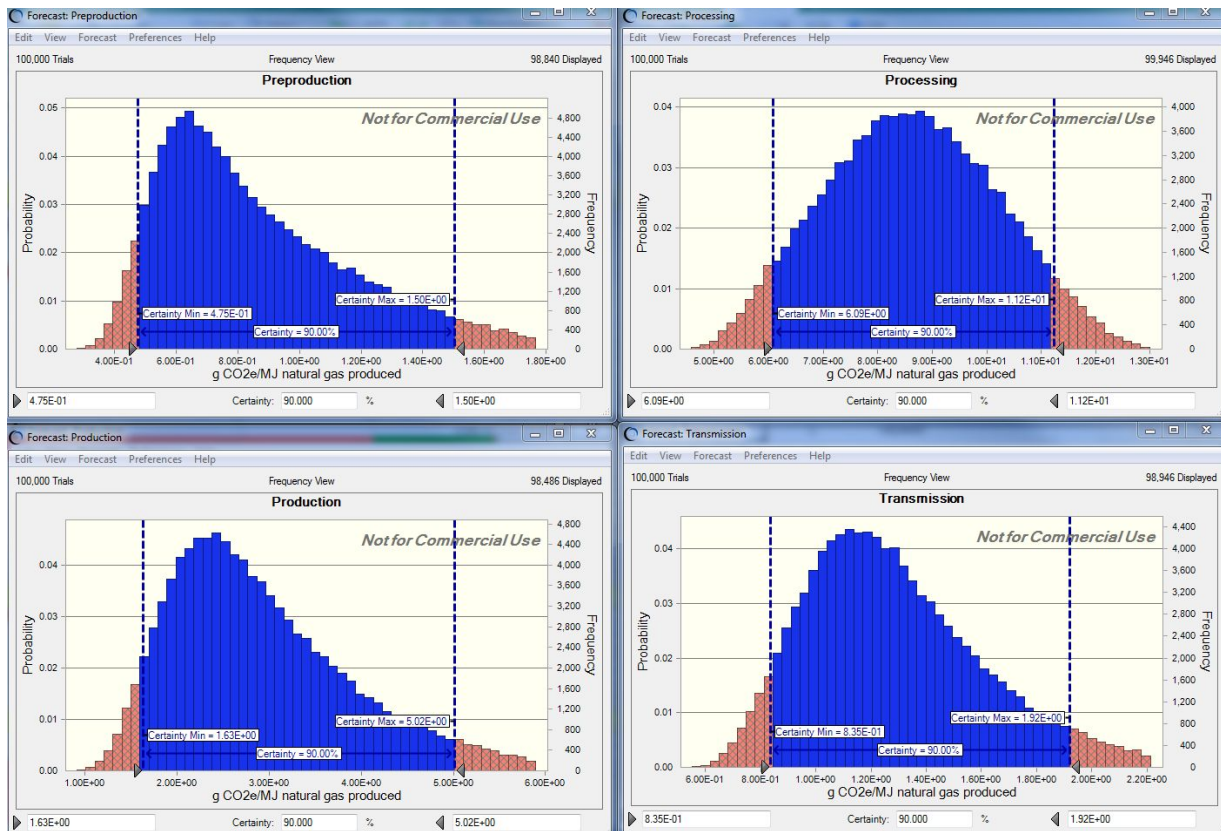 Forecast: Preproduction
Edit View Forecast Preferences Help
100,000 Trials Frequency View 98,840 Displayed
Preproduction
Not for Commercial Use
0.05
0.04
0.03
0.02
0.01
0.00
Probability
4,800
4,400
4,000
3,600
3,200
2,800
2,400
2,000
1,600
1,200
800
400
0
Frequency
Certainty Max = 1.50E+00
Certainty Min = 4.75E-01
Certainty = 90.00%
4.00E-01 6.00E-01 8.00E-01 1.00E+00 1.20E+00 1.40E+00 1.60E+00 1.80E+00
g CO2e/MJ natural gas produced
4.75E-01 Certainty: 90.000 % 1.50E+00
Forecast: Processing
Edit View Forecast Preferences Help
100,000 Trials Frequency View 99,946 Displayed
Processing
Not for Commercial Use
0.04
0.03
0.02
0.01
0.00
Probability
4,000
3,600
3,200
2,800
2,400
2,000
1,600
1,200
800
400
0
Frequency
Certainty Max = 1.12E+01
Certainty Min = 6.09E+00
Certainty = 90.00%
5.00E+00 6.00E+00 7.00E+00 8.00E+00 9.00E+00 1.00E+01 1.10E+01 1.20E+01 1.30E+01
g CO2e/MJ natural gas produced
6.09E+00 Certainty: 90.000 % 1.12E+01
Forecast: Production
Edit View Forecast Preferences Help
100,000 Trials Frequency View 98,486 Displayed
Production
Not for Commercial Use
0.04
0.03
0.02
0.01
0.00
Probability
4,800
4,400
4,000
3,600
3,200
2,800
2,400
2,000
1,600
1,200
800
400
0
Frequency
Certainty Max = 5.02E+00
Certainty Min = 1.63E+00
Certainty = 90.00%
1.00E+00 2.00E+00 3.00E+00 4.00E+00 5.00E+00 6.00E+00
g CO2e/MJ natural gas produced
1.63E+00 Certainty: 90.000 % 5.02E+00
Forecast: Transmission
Edit View Forecast Preferences Help
100,000 Trials Frequency View 98,946 Displayed
Transmission
Not for Commercial Use
0.04
0.03
0.02
0.01
0.00
Probability
4,400
4,000
3,600
3,200
2,800
2,400
2,000
1,600
1,200
800
400
0
Frequency
Certainty Max = 1.92E+00
Certainty Min = 8.35E-01
Certainty = 90.00%
6.00E-01 8.00E-01 1.00E+00 1.20E+00 1.40E+00 1.60E+00 1.80E+00 2.00E+00 2.20E+00
g CO2e/MJ natural gas produced
8.35E-01 Certainty: 90.000 % 1.92E+00